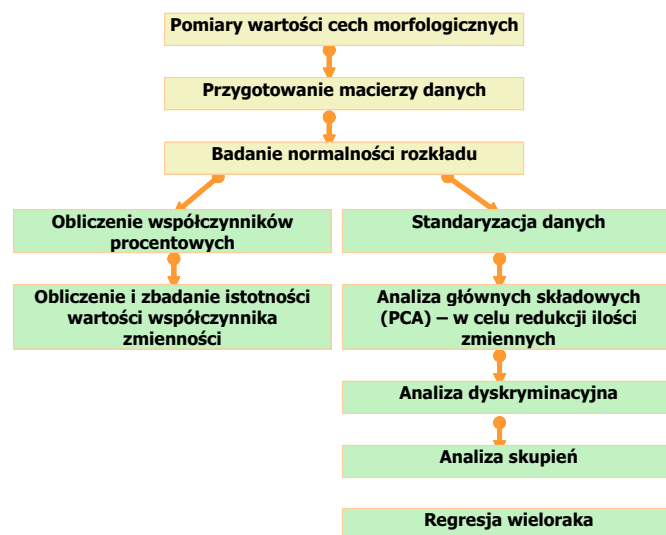 Pomiary wartości cech morfologicznych
Przygotowanie macierzy danych
Badanie normalności rozkładu
Obliczenie współczynników
procentowych
Obliczenie i zbadanie istotności
wartości współczynnika
zmienności
Standaryzacja danych
Analiza głównych składowych
(PCA) – w celu redukcji ilości
zmiennych
Analiza dyskryminacyjna
Analiza skupień
Regresja wieloraka